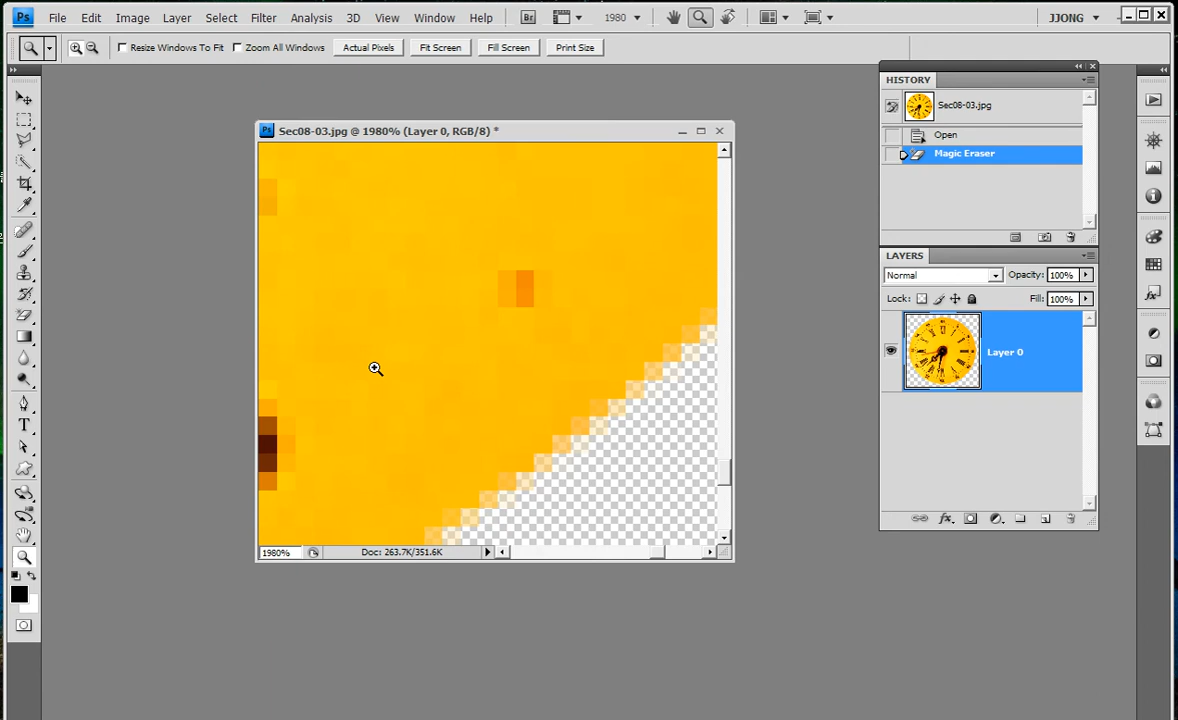 Ps File Edit Image Layer Select Filter Analysis 3D View Window Help Br 1980 JJONG
Resize Windows To Fit Zoom All Windows Actual Pixels Fit Screen Fill Screen Print Size
HISTORY
Sec08-03.jpg
Open
Magic Eraser
Ps Sec08-03.jpg @ 1980% (Layer 0, RGB/8) *
LAYERS
Normal Opacity: 100%
Lock: Fill: 100%
Layer 0
T
1980% Doc: 263.7K/351.6K